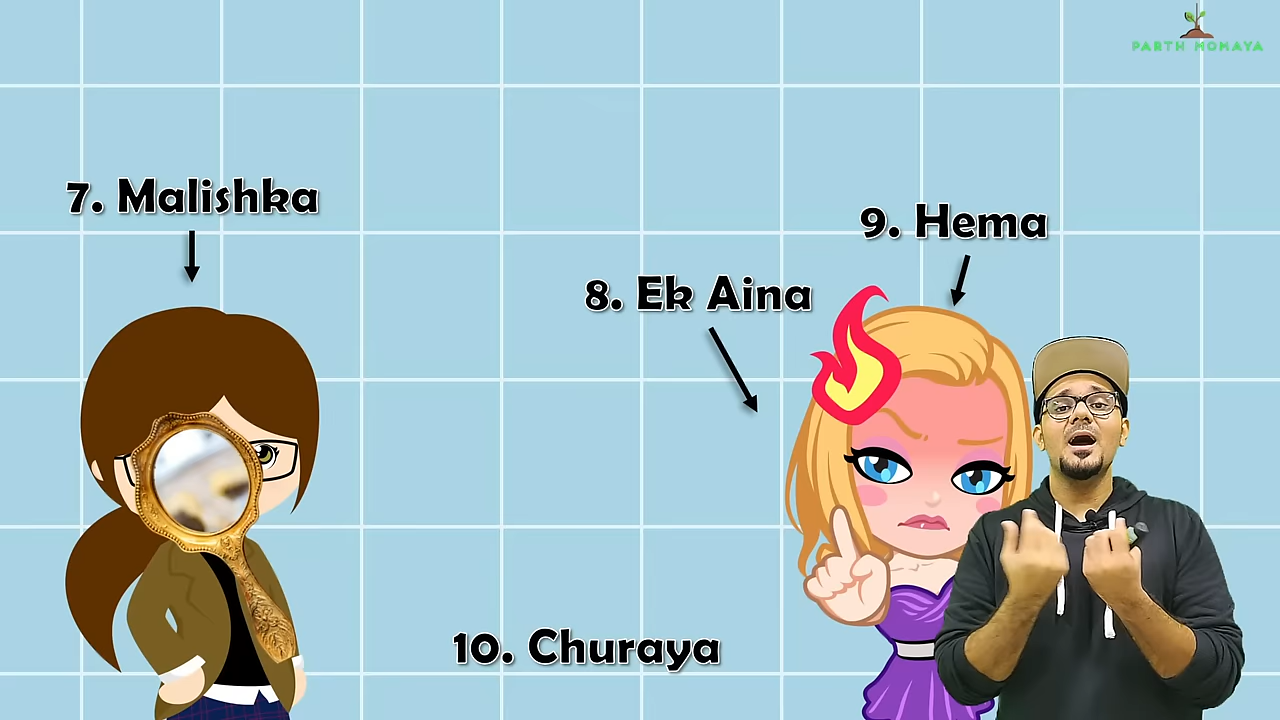 PARTH MOMAYA
7. Malishka
9. Hema
8. Ek Aina
10. Churaya